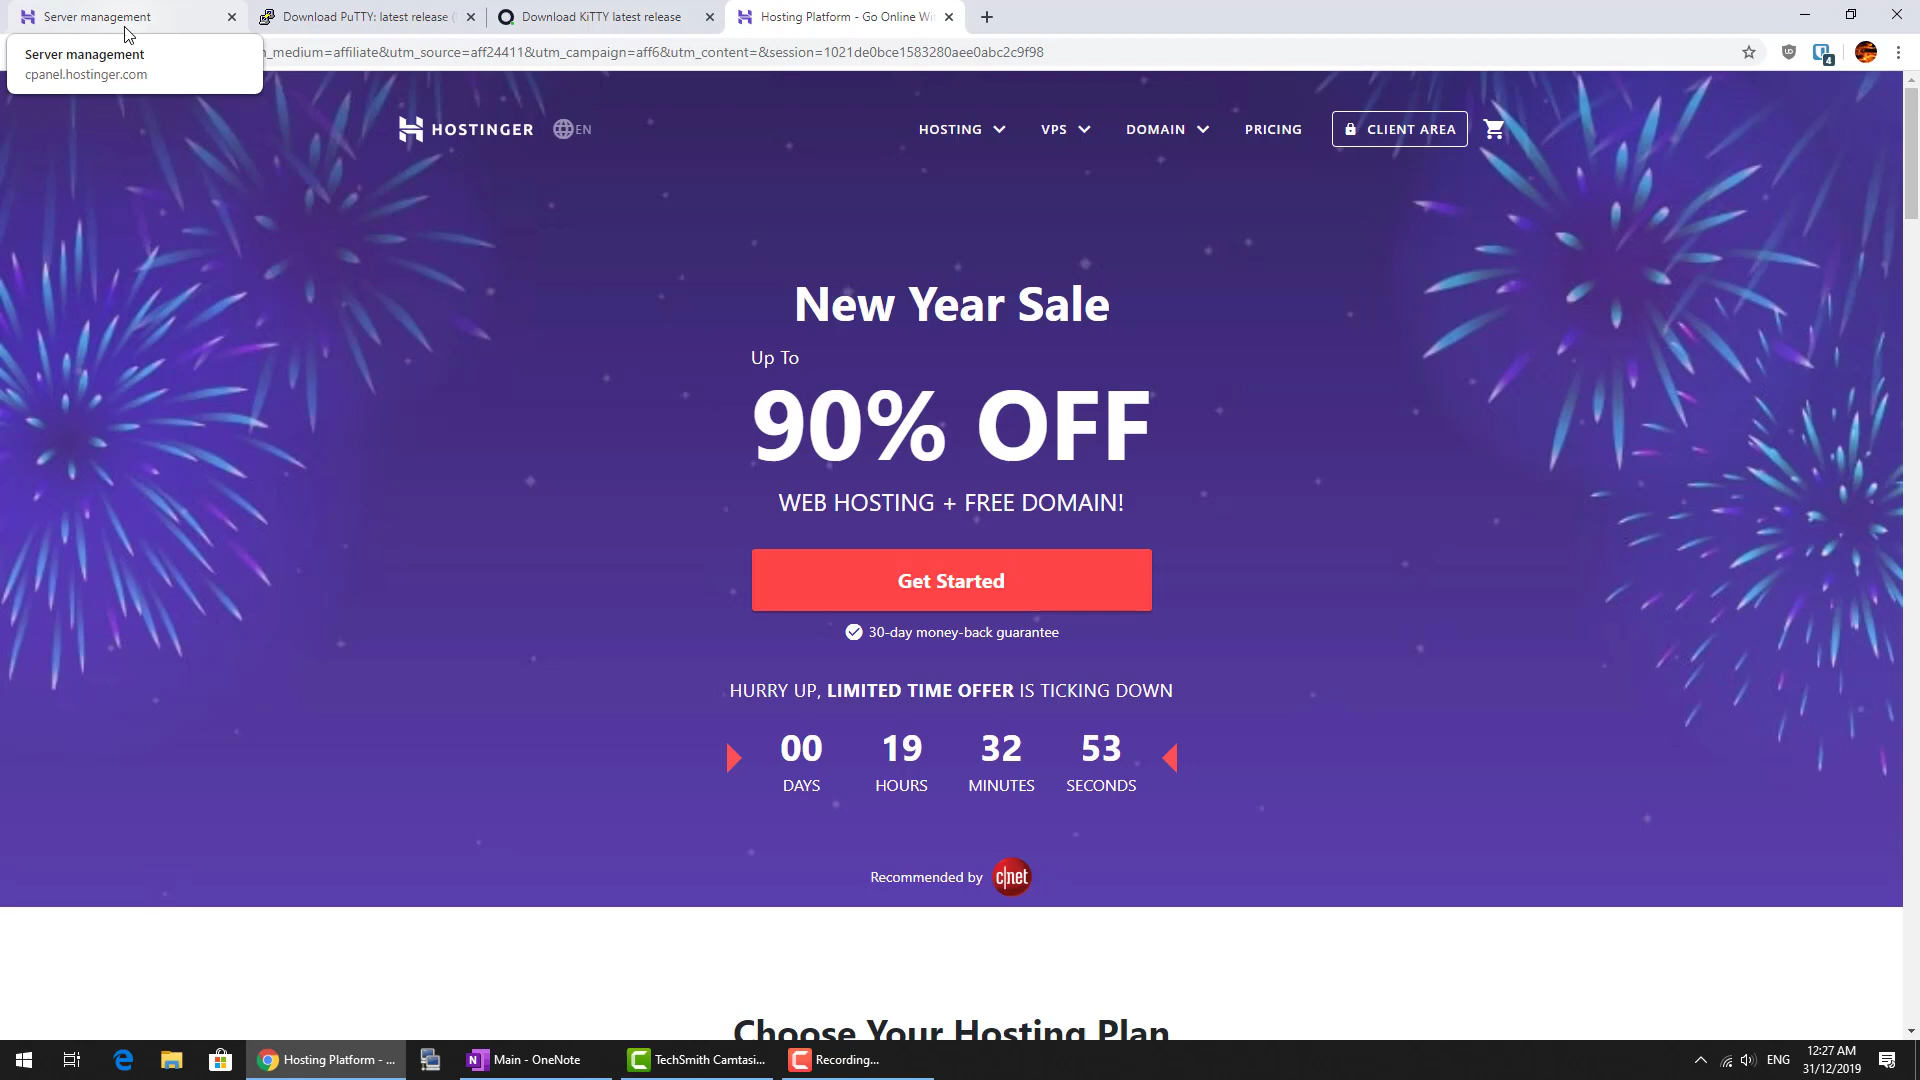 Server management
Download PuTTY: latest release (
Download KiTTY latest release
Hosting Platform - Go Online Wi
Server management
cpanel.hostinger.com
m_medium=affiliate&utm_source=aff24411&utm_campaign=aff6&utm_content=&session=1021de0bce1583280aee0abc2c9f98
4
HOSTINGER
EN
HOSTING
VPS
DOMAIN
PRICING
CLIENT AREA
New Year Sale
Up To
90% OFF
WEB HOSTING + FREE DOMAIN!
Get Started
30-day money-back guarantee
HURRY UP, LIMITED TIME OFFER IS TICKING DOWN
00 19 32 53
DAYS HOURS MINUTES SECONDS
Recommended by c|net
Choose Your Hosting Plan
Hosting Platform - ...
Main - OneNote
TechSmith Camtasi...
Recording...
ENG
12:27 AM
31/12/2019